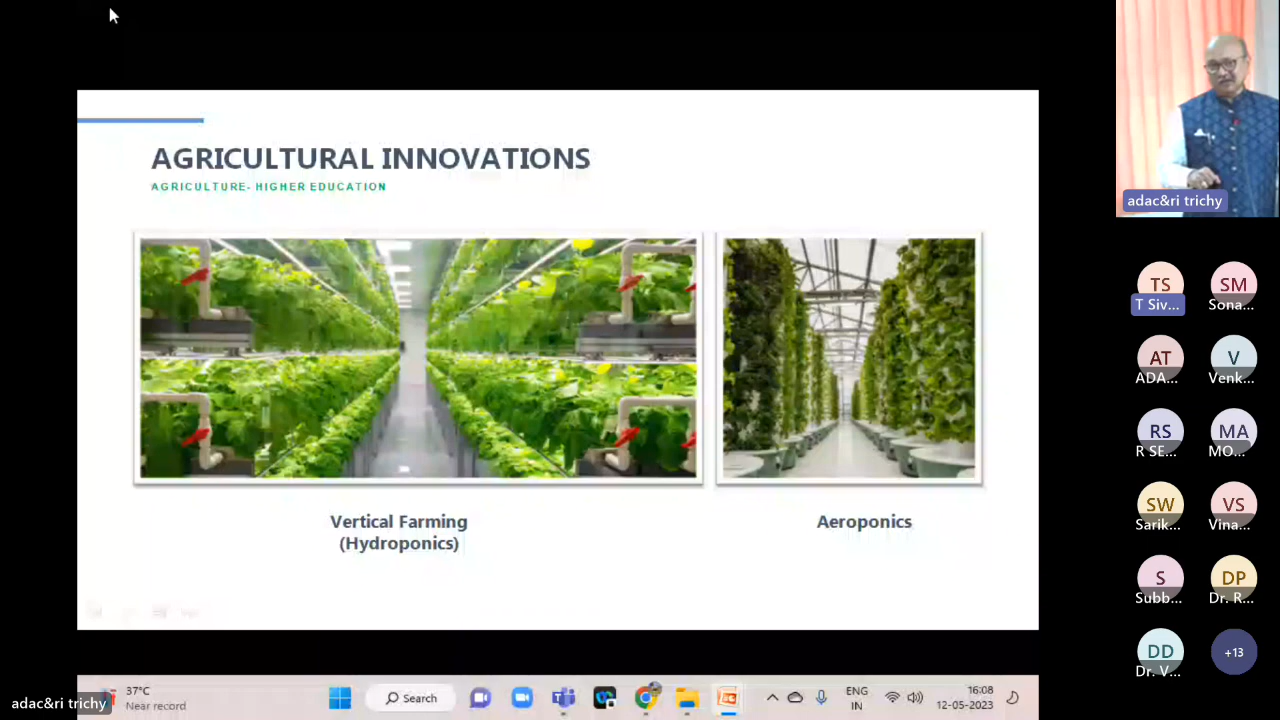 AGRICULTURAL INNOVATIONS
AGRICULTURE- HIGHER EDUCATION
Vertical Farming
(Hydroponics)
Aeroponics
adac&ri trichy
TS
T Siv...
SM
Sona...
AT
ADA...
V
Venk...
RS
R SE...
MA
MO...
SW
Sarik...
VS
Vina...
S
Subb...
DP
Dr. R...
DD
Dr. V...
+13
37°C
Near record
adac&ri trichy
Search
ENG
IN
16:08
12-05-2023